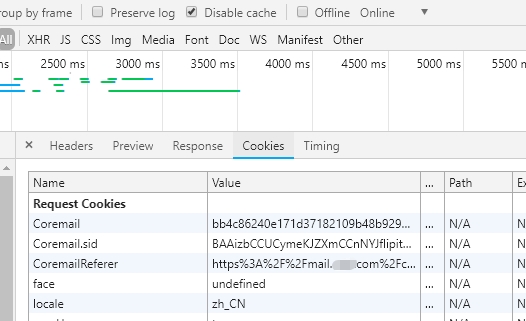 roup by frame Preserve log Disable cache Offline Online
All XHR JS CSS Img Media Font Doc WS Manifest Other
ms 2500 ms 3000 ms 3500 ms 4000 ms 4500 ms 5000 ms 5500 m
× Headers Preview Response Cookies Timing
Name Value ... Path Ex
Request Cookies
Coremail bb4c86240e171d37182109b48b929... N/A N
Coremail.sid BAAizbCCUCymeKJZXmCCnNYJflipit... N/A N
CoremailReferer https%3A%2F%2Fmail. com%2Fc... N/A N
face undefined N/A N
locale zh_CN N/A N